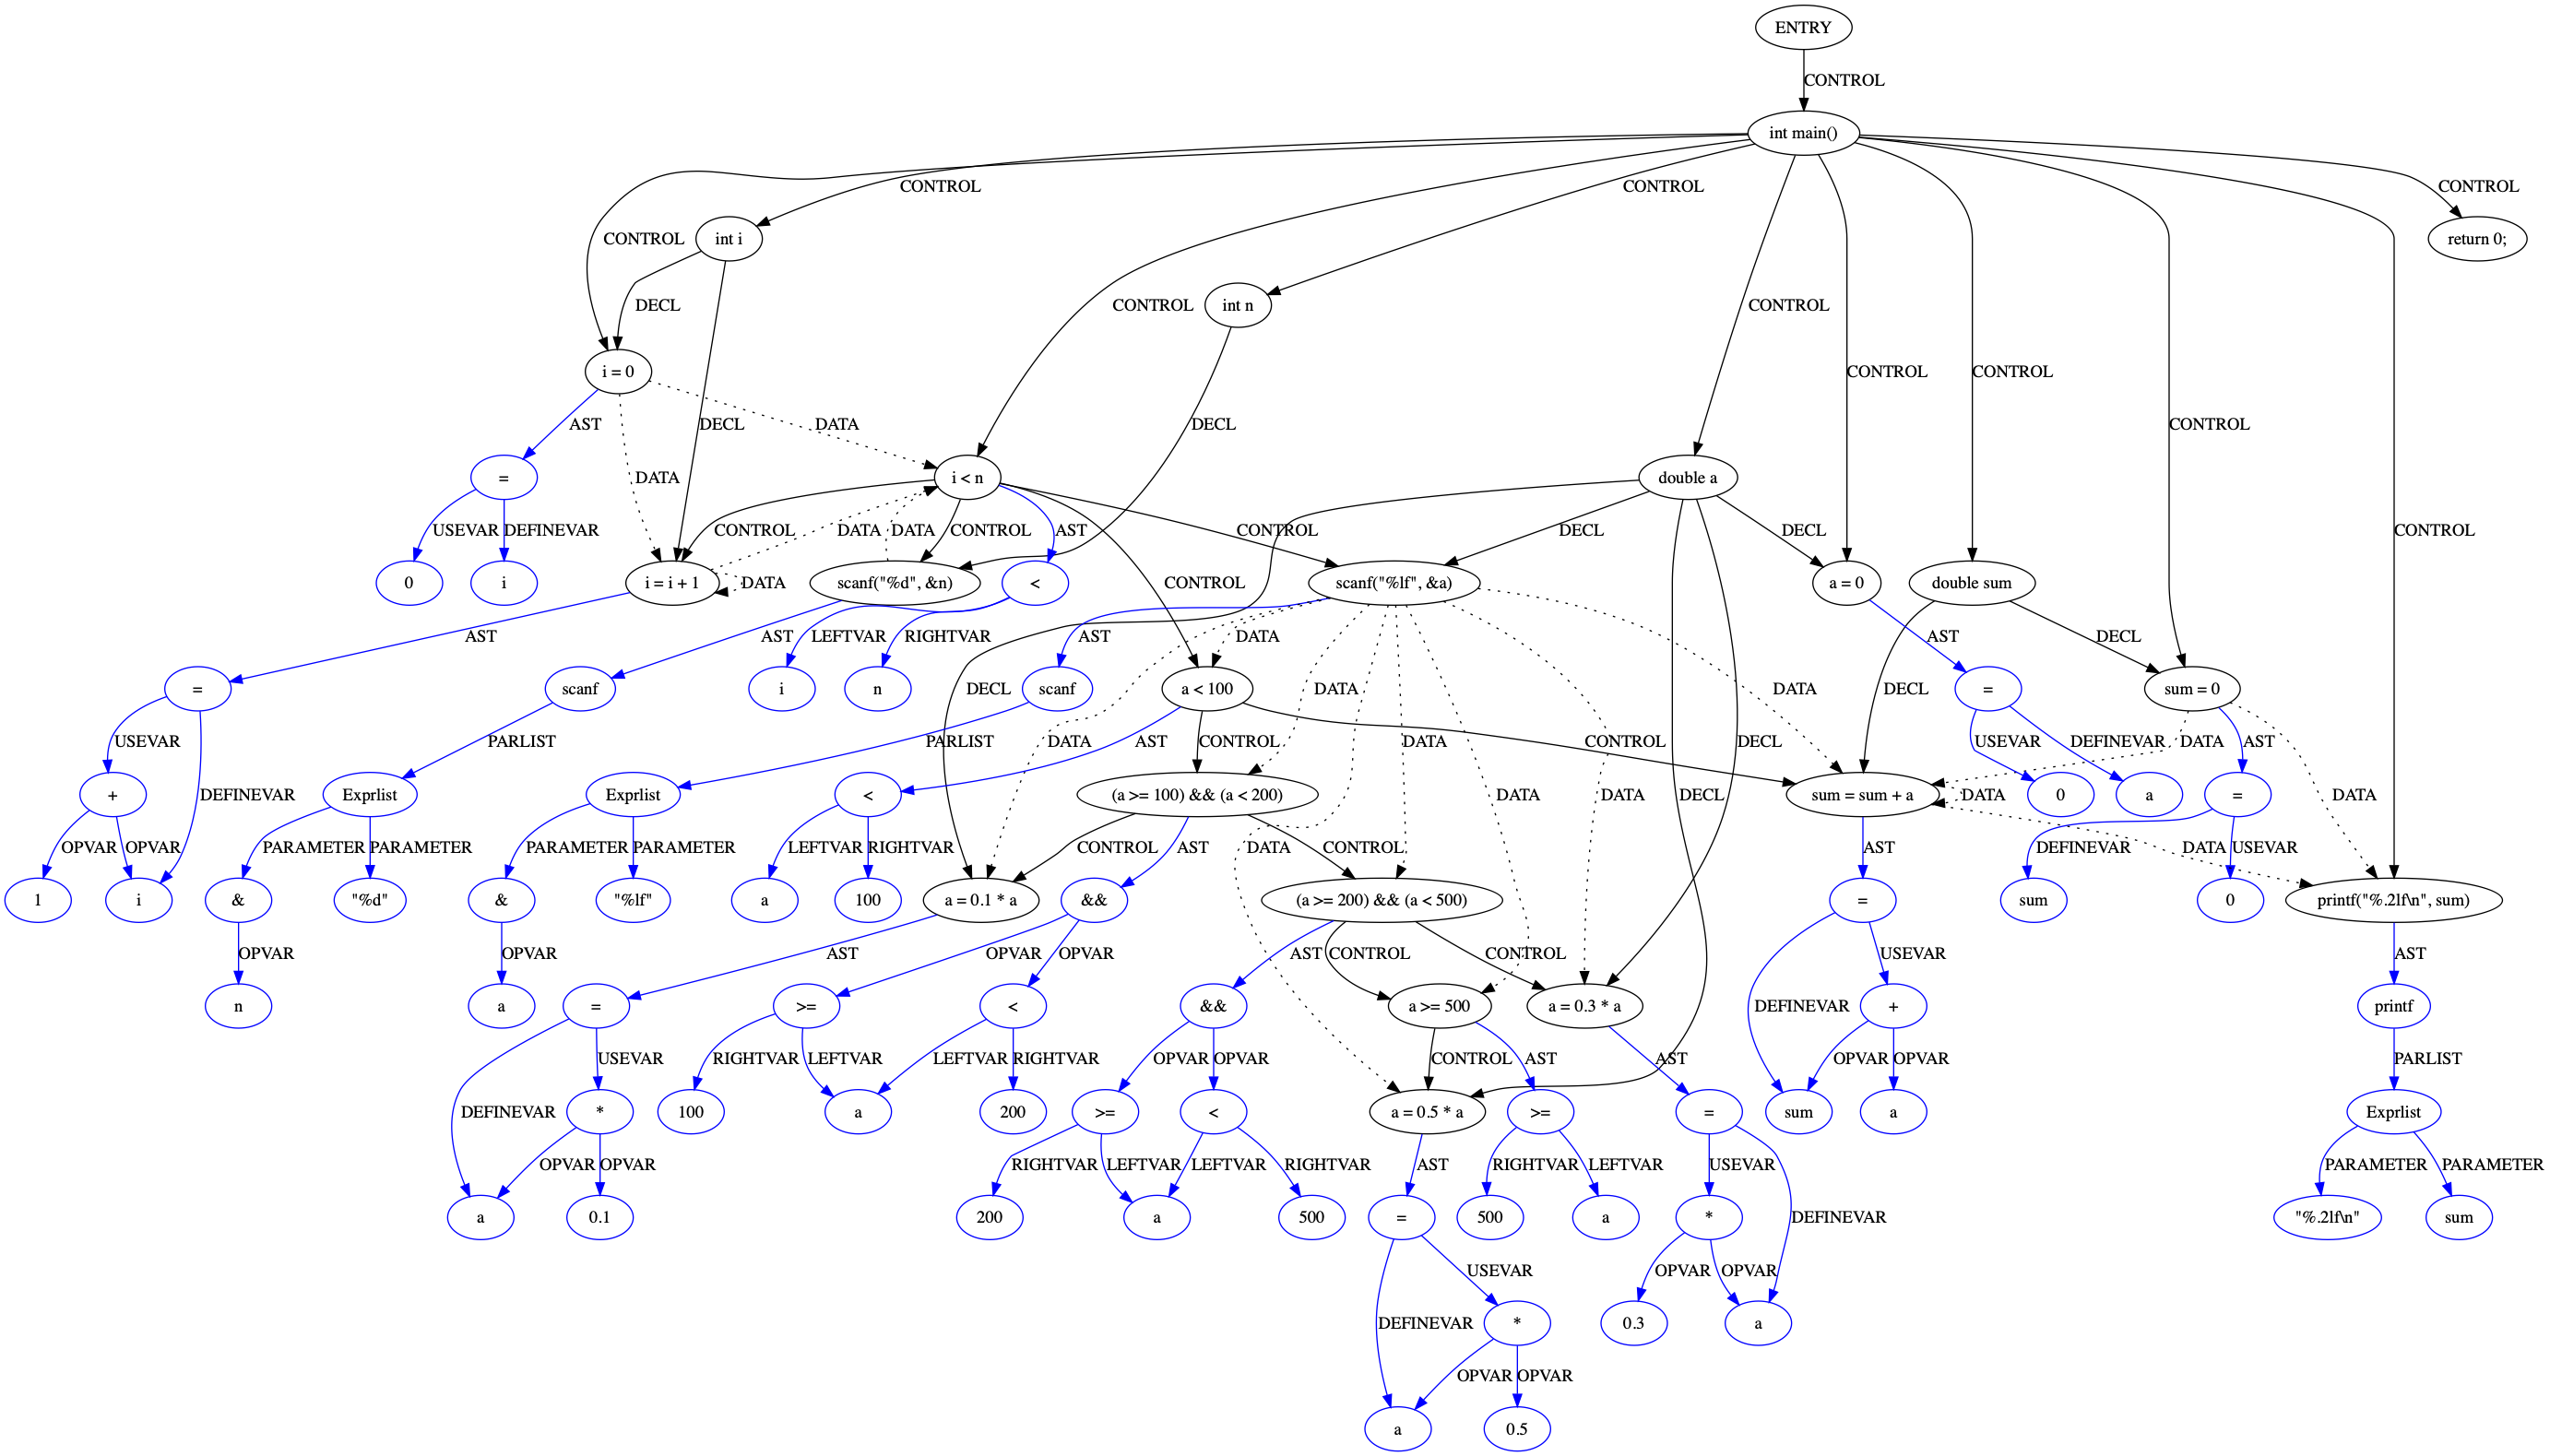 ENTRY
CONTROL
int main()
CONTROL CONTROL CONTROL
CONTROL int i return 0;
DECL CONTROL int n CONTROL
i = 0 CONTROL CONTROL
AST DATA DECL DECL CONTROL
= DATA i < n double a
USEVAR DEFINEVAR CONTROL DATA DATA CONTROL AST CONTROL DECL DECL CONTROL
0 i i = i + 1 DATA scanf("%d", &n) < CONTROL scanf("%lf", &a) a = 0 double sum
AST AST LEFTVAR RIGHTVAR AST DATA AST DECL
= scanf i n DECL scanf a < 100 DATA DATA DECL = sum = 0
USEVAR PARLIST DATA PARLIST AST CONTROL DATA CONTROL DECL USEVAR DEFINEVAR DATA AST
+ DEFINEVAR Exprlist Exprlist < (a >= 100) && (a < 200) DATA DATA DECL sum = sum + a DATA 0 a = DATA
OPVAR OPVAR PARAMETER PARAMETER PARAMETER PARAMETER LEFTVAR RIGHTVAR CONTROL AST DATA CONTROL AST DEFINEVAR DATA USEVAR
1 i & "%d" & "%lf" a 100 a = 0.1 * a && (a >= 200) && (a < 500) = sum 0 printf("%.2lf\n", sum)
OPVAR OPVAR AST OPVAR OPVAR AST CONTROL CONTROL USEVAR AST
n a = >= < && a >= 500 a = 0.3 * a DEFINEVAR + printf
USEVAR RIGHTVAR LEFTVAR LEFTVAR RIGHTVAR OPVAR OPVAR CONTROL AST AST OPVAR OPVAR PARLIST
DEFINEVAR * 100 a 200 >= < a = 0.5 * a >= = sum a Exprlist
OPVAR OPVAR RIGHTVAR LEFTVAR LEFTVAR RIGHTVAR AST RIGHTVAR LEFTVAR USEVAR PARAMETER PARAMETER
a 0.1 200 a 500 = 500 a * DEFINEVAR "%.2lf\n" sum
USEVAR OPVAR OPVAR
DEFINEVAR * 0.3 a
OPVAR OPVAR
a 0.5